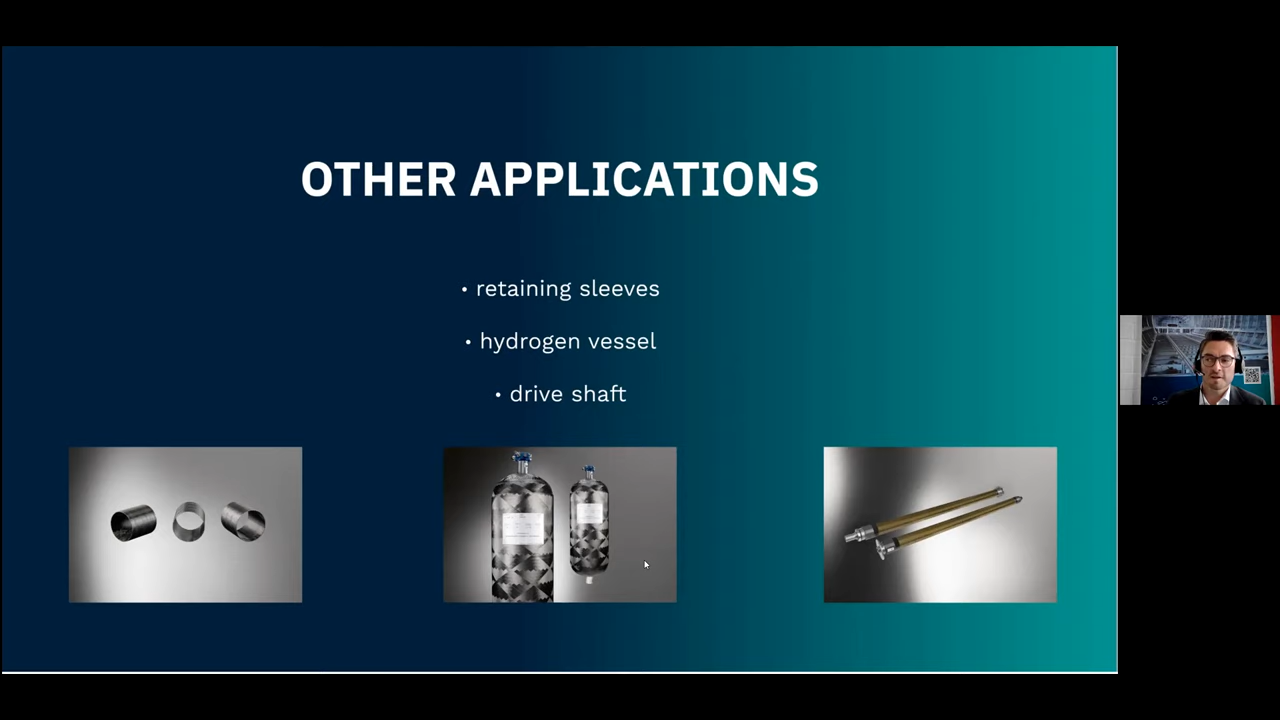 OTHER APPLICATIONS
• retaining sleeves
• hydrogen vessel
• drive shaft